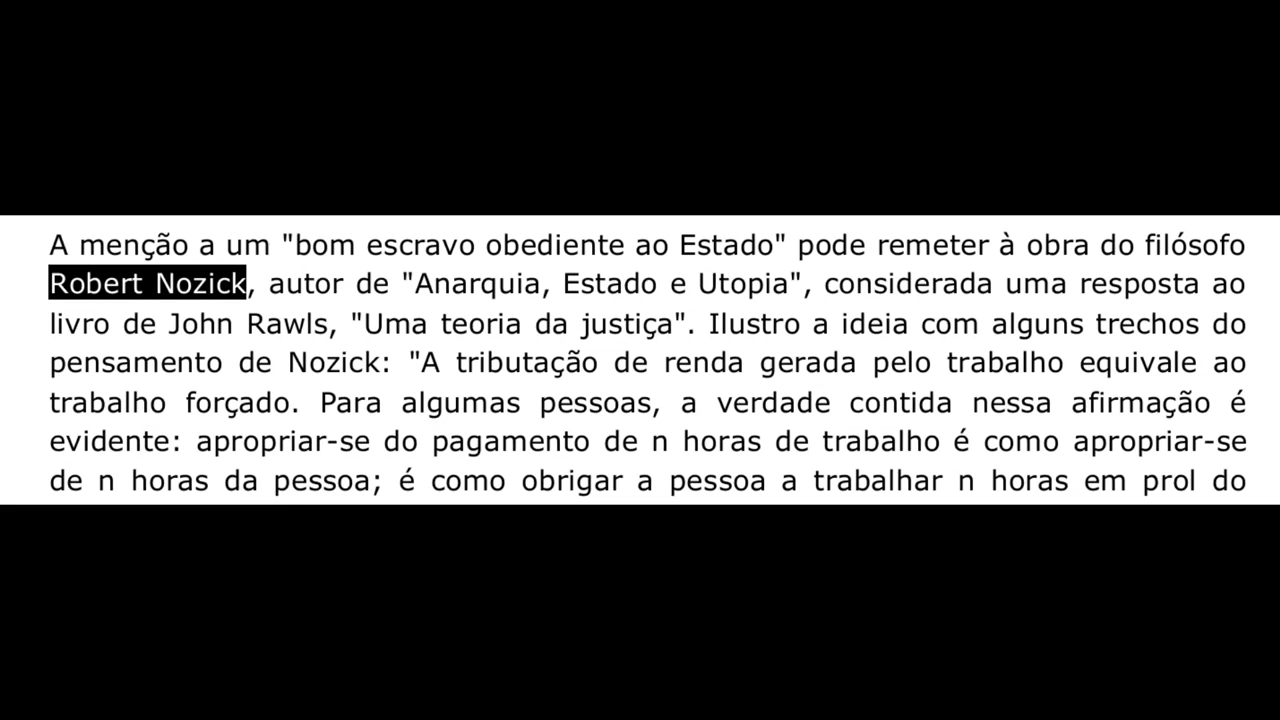 A menção a um "bom escravo obediente ao Estado" pode remeter à obra do filósofo
Robert Nozick, autor de "Anarquia, Estado e Utopia", considerada uma resposta ao
livro de John Rawls, "Uma teoria da justiça". Ilustro a ideia com alguns trechos do
pensamento de Nozick: "A tributação de renda gerada pelo trabalho equivale ao
trabalho forçado. Para algumas pessoas, a verdade contida nessa afirmação é
evidente: apropriar-se do pagamento de n horas de trabalho é como apropriar-se
de n horas da pessoa; é como obrigar a pessoa a trabalhar n horas em prol do